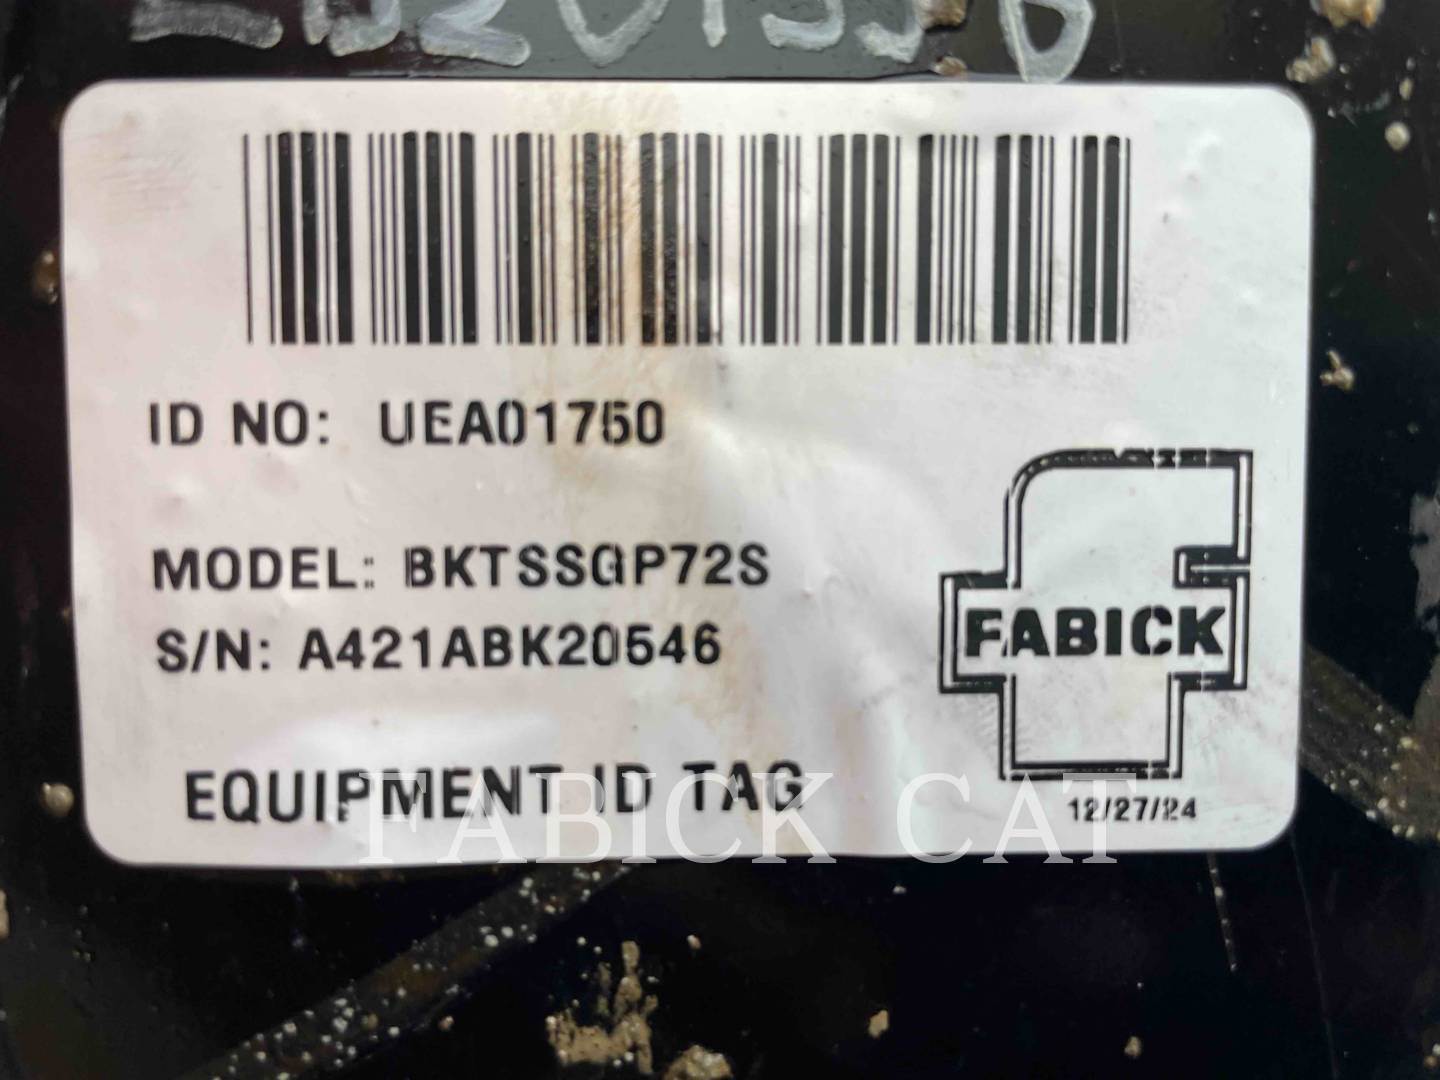 ID NO: UEA01750
MODEL: BKTSSGP72S
S/N: A421ABK20546
FABICK
EQUIPMENT ID TAG
12/27/24
FABICK CAT